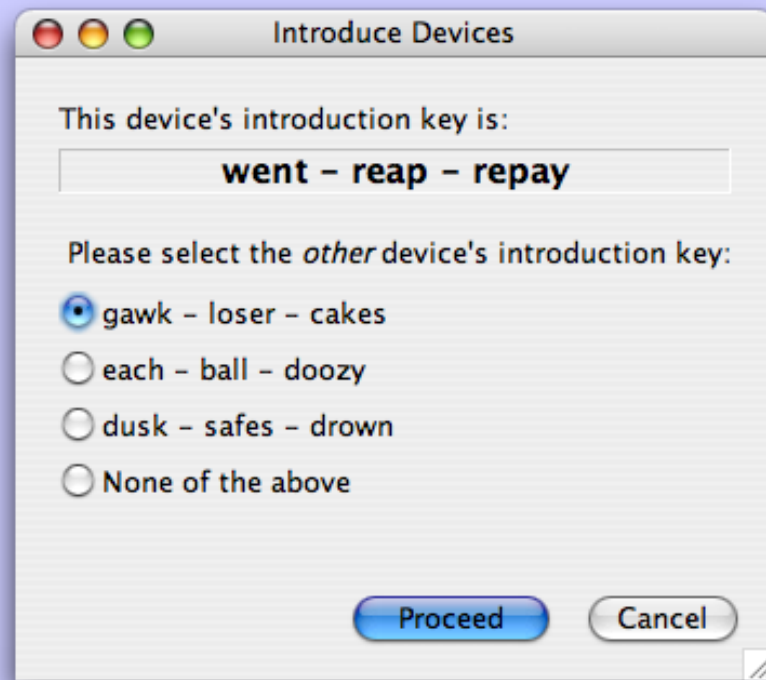 Introduce Devices
This device's introduction key is:
went – reap – repay
Please select the other device's introduction key:
gawk – loser – cakes
each – ball – doozy
dusk – safes – drown
None of the above
Proceed Cancel